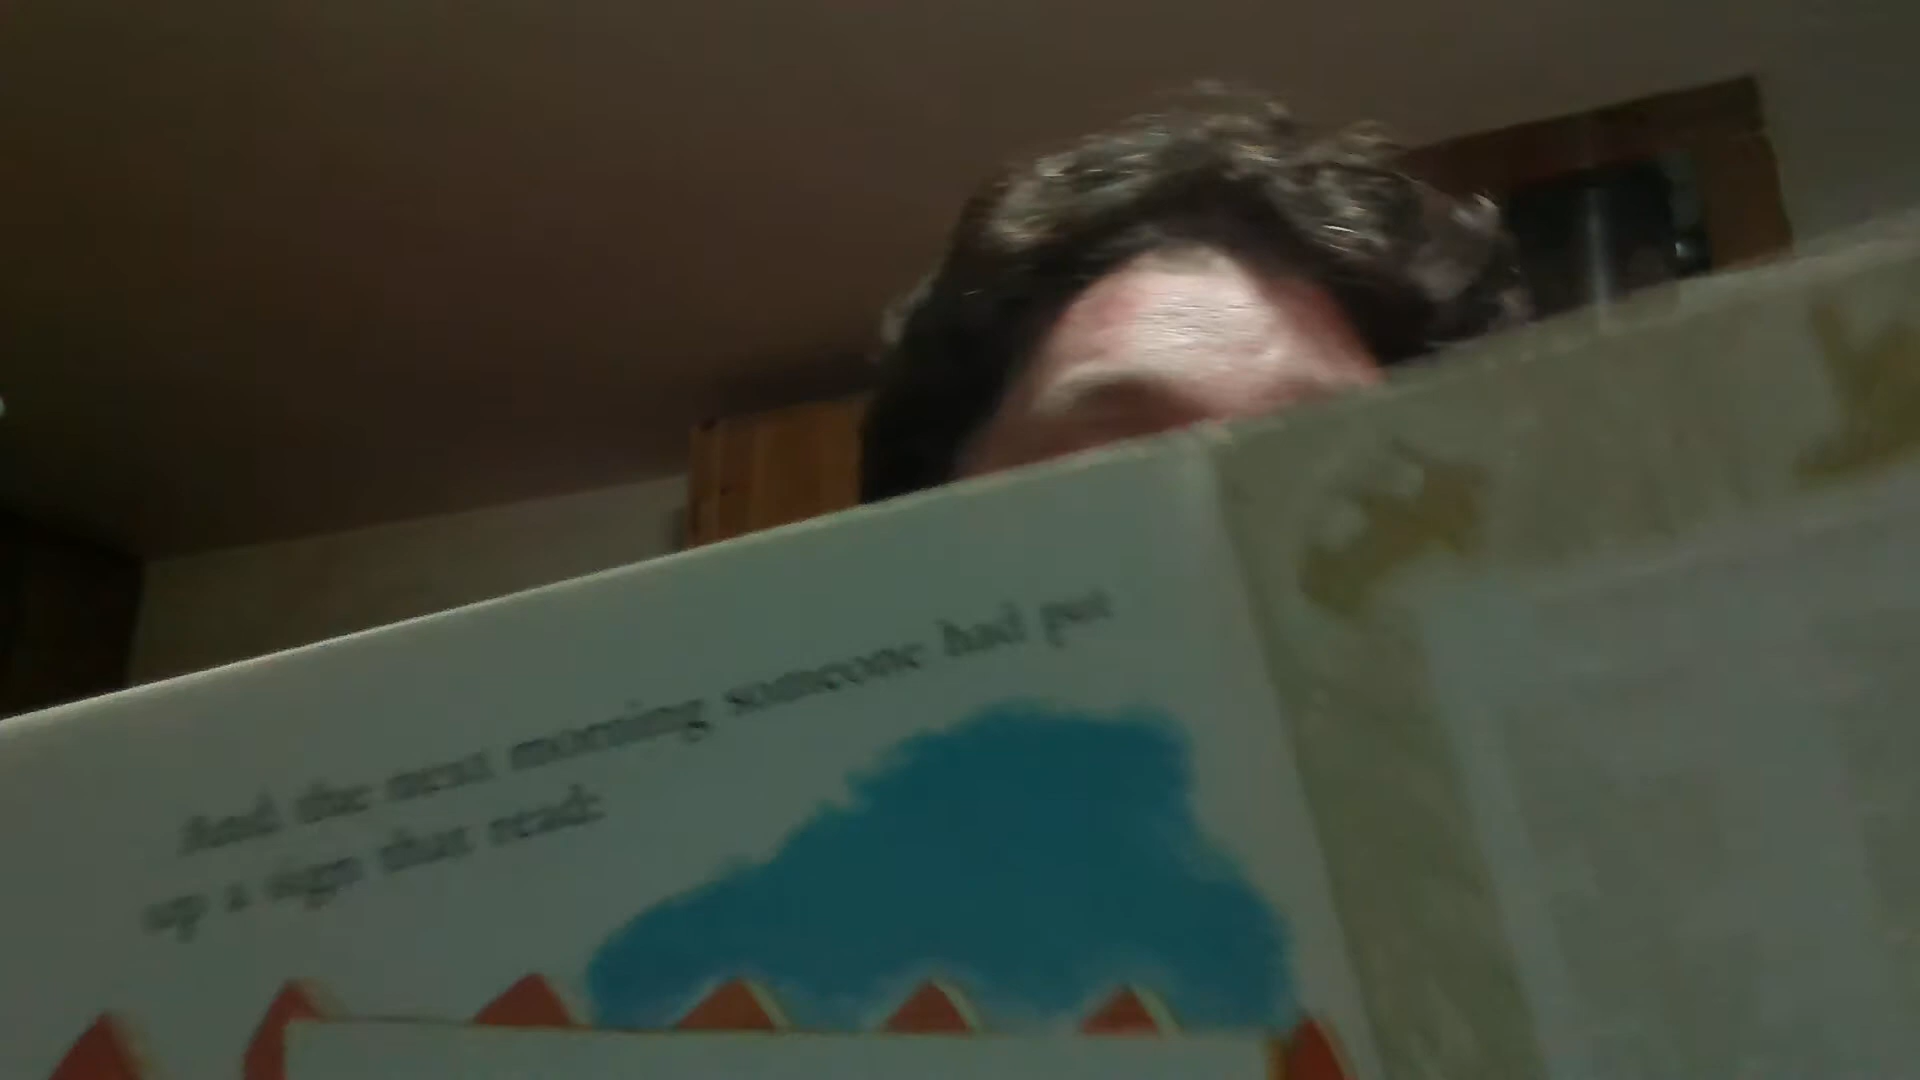 And the next morning someone had put
up a sign that read: